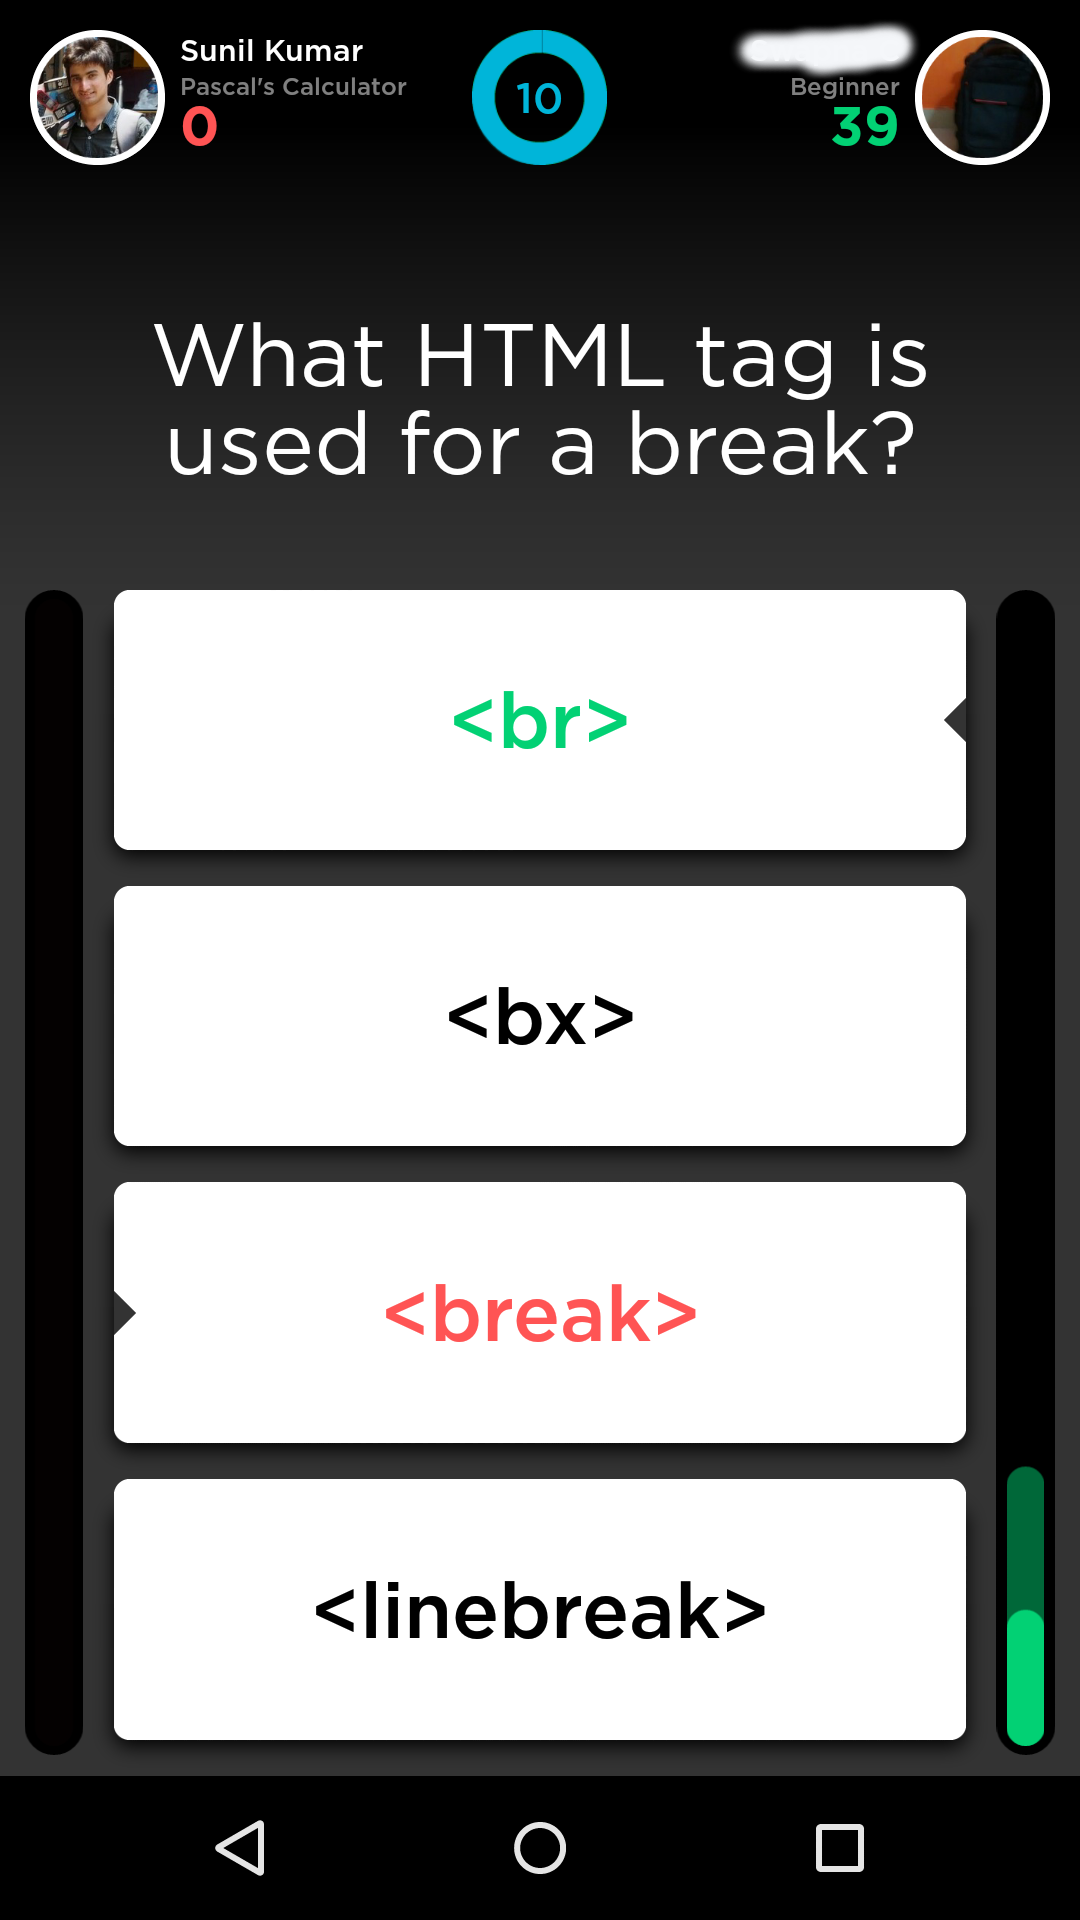 Sunil Kumar
Pascal's Calculator
0
10
Beginner
39
What HTML tag is
used for a break?
<br>
<bx>
<break>
<linebreak>